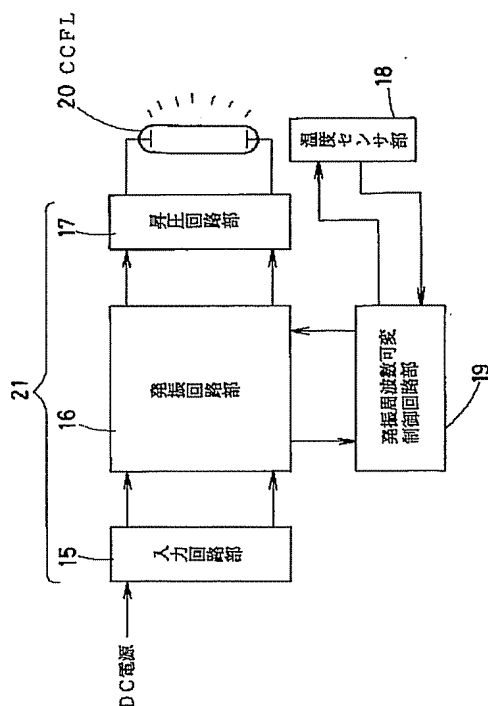 21
DC電源
15
入力回路部
16
発振回路部
17
昇圧回路部
20 CCFL
18
温度センサ部
発振周波数可変
制御回路部
19